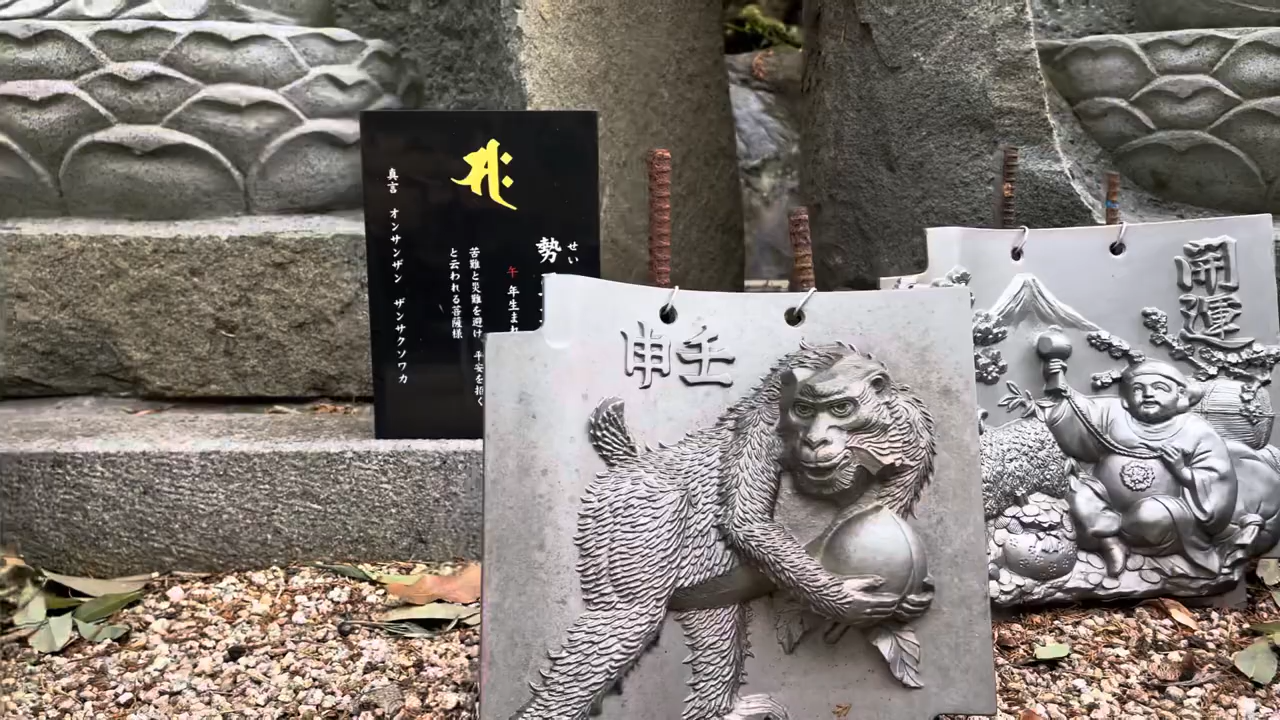 勢
せい
午 年生まれ
苦難と災難を避け 平安を招く
と云われる菩薩様
真言 オンサンザン ザンサクソワカ
壬申
開運